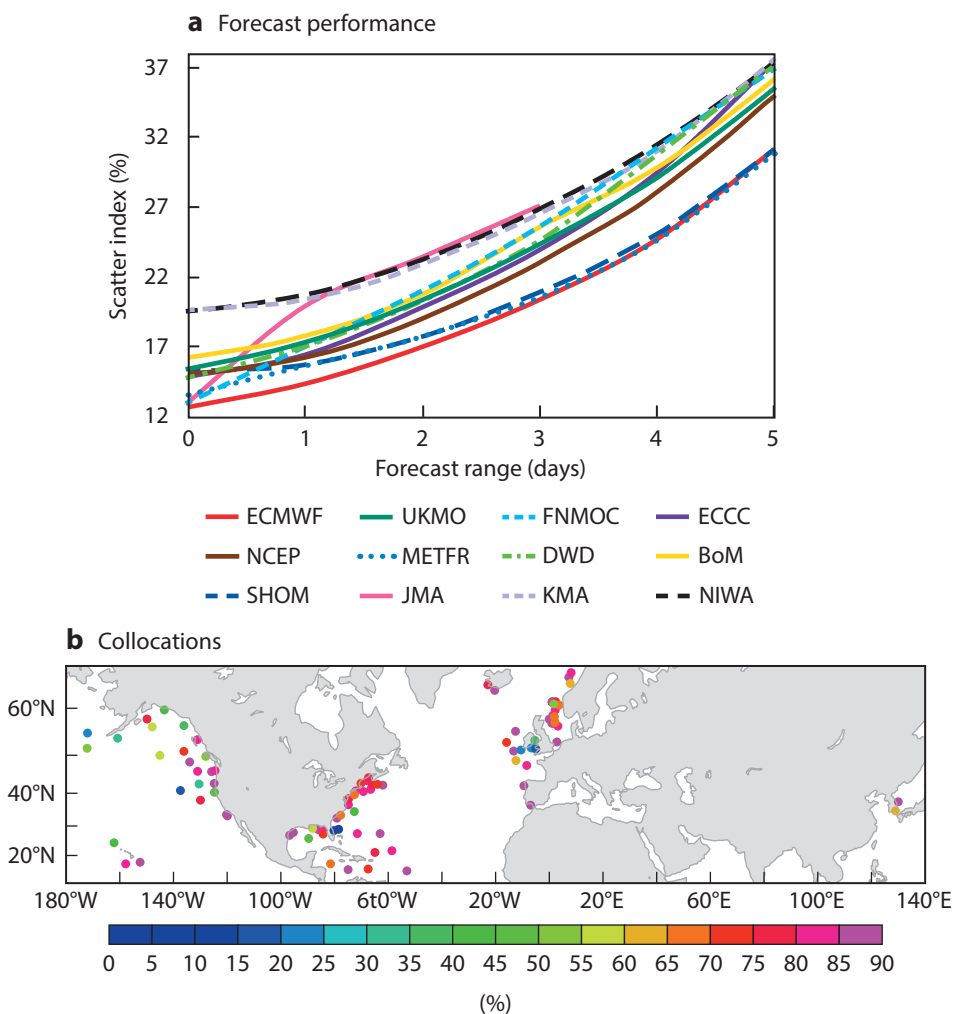 a Forecast performance
37
32
27
22
17
12
Scatter index (%)
0 1 2 3 4 5
Forecast range (days)
ECMWF UKMO FNMOC ECCC
NCEP METFR DWD BoM
SHOM JMA KMA NIWA
b Collocations
60°N
40°N
20°N
180°W 140°W 100°W 6t0°W 20°W 20°E 60°E 100°E 140°E
0 5 10 15 20 25 30 35 40 45 50 55 60 65 70 75 80 85 90
(%)